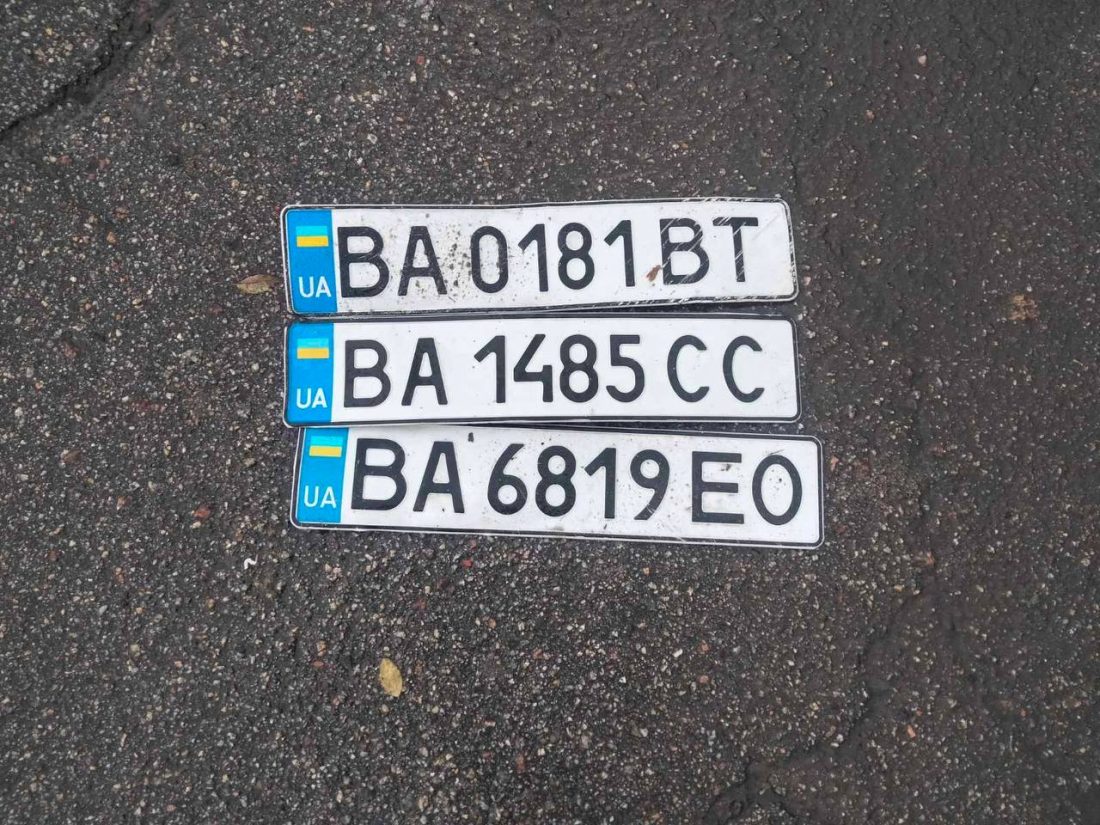 UA BA 0181 BT
UA BA 1485 CC
UA BA 6819 EO